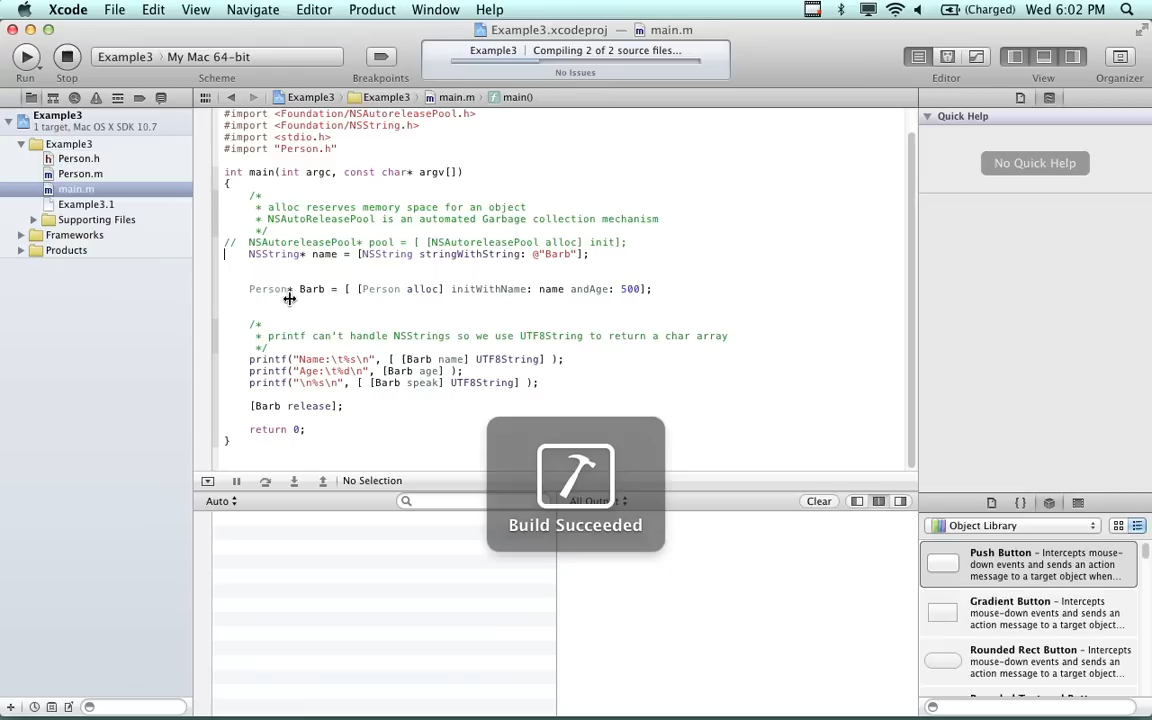 Xcode File Edit View Navigate Editor Product Window Help (Charged) Wed 6:02 PM
Example3.xcodeproj — main.m
Example3 My Mac 64-bit
Example3 Compiling 2 of 2 source files...
No Issues
Run Stop Scheme Breakpoints Editor View Organizer
Example3 Example3 main.m main()
Example3
1 target, Mac OS X SDK 10.7
Example3
Person.h
Person.m
main.m
Example3.1
Supporting Files
Frameworks
Products
#import <Foundation/NSAutoreleasePool.h>
#import <Foundation/NSString.h>
#import <stdio.h>
#import "Person.h"
int main(int argc, const char* argv[])
{
/*
* alloc reserves memory space for an object
* NSAutoReleasePool is an automated Garbage collection mechanism
*/
// NSAutoreleasePool* pool = [ [NSAutoreleasePool alloc] init];
NSString* name = [NSString stringWithString: @"Barb"];
Person* Barb = [ [Person alloc] initWithName: name andAge: 500];
/*
* printf can't handle NSStrings so we use UTF8String to return a char array
*/
printf("Name:\t%s\n", [ [Barb name] UTF8String] );
printf("Age:\t%d\n", [Barb age] );
printf("\n%s\n", [ [Barb speak] UTF8String] );
[Barb release];
return 0;
}
Build Succeeded
No Selection
Auto
All Output
Clear
Quick Help
No Quick Help
Object Library
Push Button - Intercepts mouse-
down events and sends an action
message to a target object when...
Gradient Button - Intercepts
mouse-down events and sends an
action message to a target object...
Rounded Rect Button - Intercepts
mouse-down events and sends an
action message to a target object...